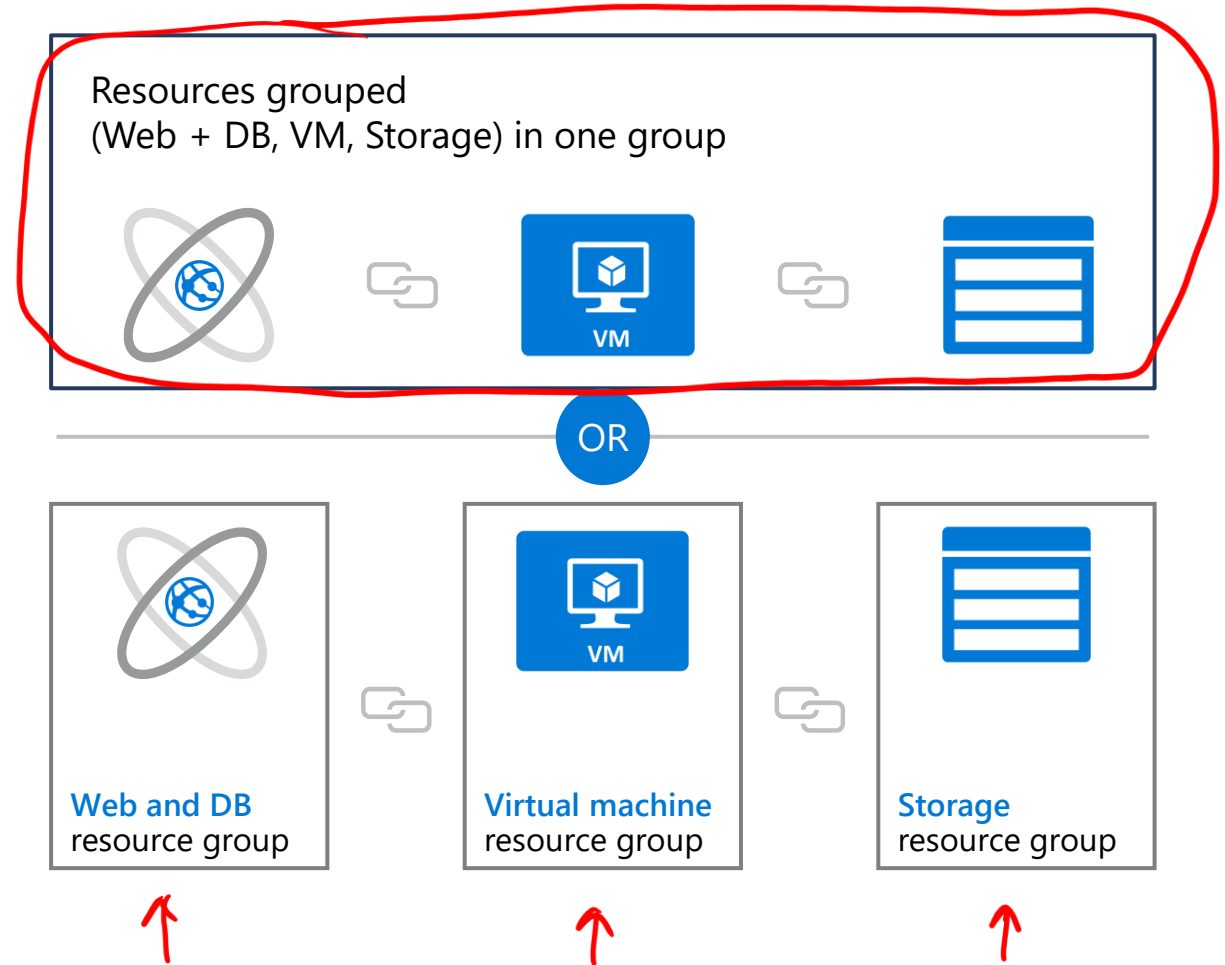 Resources grouped
(Web + DB, VM, Storage) in one group
VM
OR
VM
Web and DB
resource group
Virtual machine
resource group
Storage
resource group